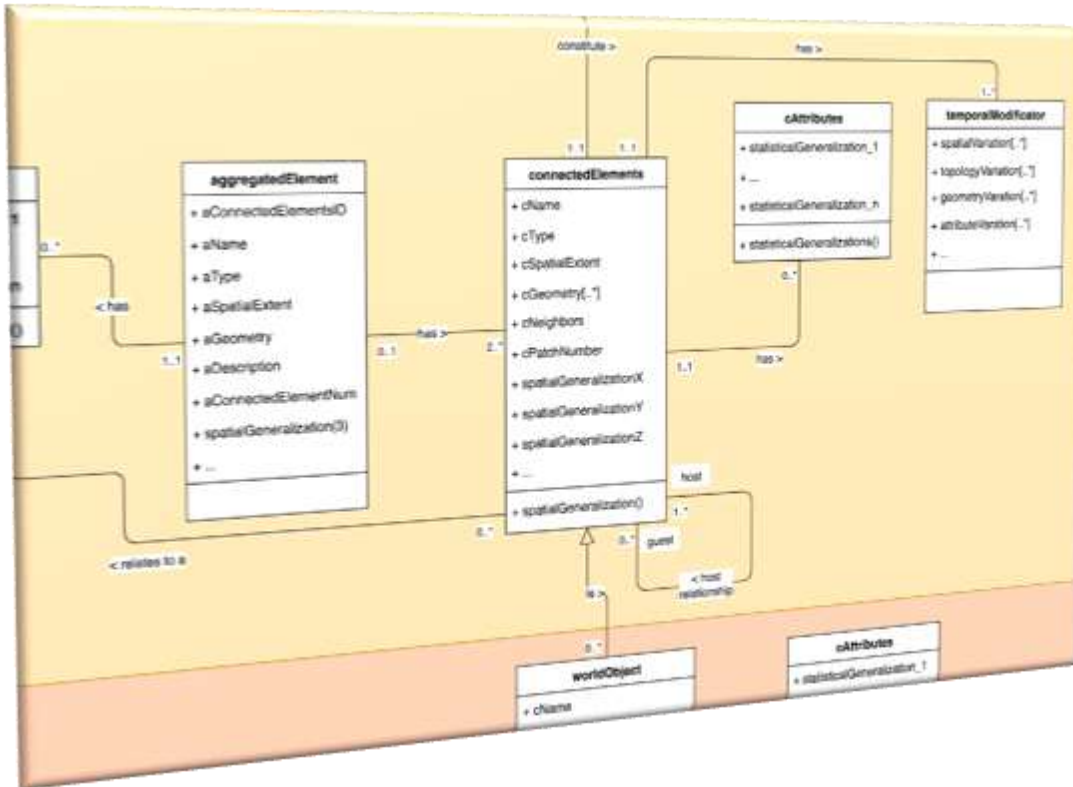 constitute >
has >
1..1
1..1
1..*
aggregatedElement
+ aConnectedElementsID
+ aName
+ aType
+ aSpatialExtent
+ aGeometry
+ aDescription
+ aConnectedElementNum
+ spatialGeneralization(3)
+ ...
connectedElements
+ cName
+ cType
+ cSpatialExtent
+ cGeometry[..*]
+ cNeighbors
+ cPatchNumber
+ spatialGeneralizationX
+ spatialGeneralizationY
+ spatialGeneralizationZ
+ ...
+ spatialGeneralization()
cAttributes
+ statisticalGeneralization_1
+ ...
+ statisticalGeneralization_n
+ statisticalGeneralizations()
temporalModificator
+ spatialVariation[..*]
+ topologyVariation[..*]
+ geometryVariation[..*]
+ attributeVariation[..*]
+ ...
0..*
< has
1..1
0..1
has >
2..*
0..*
1..1
has >
host
1..*
0..*
guest
< host
relationship
0..*
< relates to a
is >
0..*
worldObject
+ cName
cAttributes
+ statisticalGeneralization_1